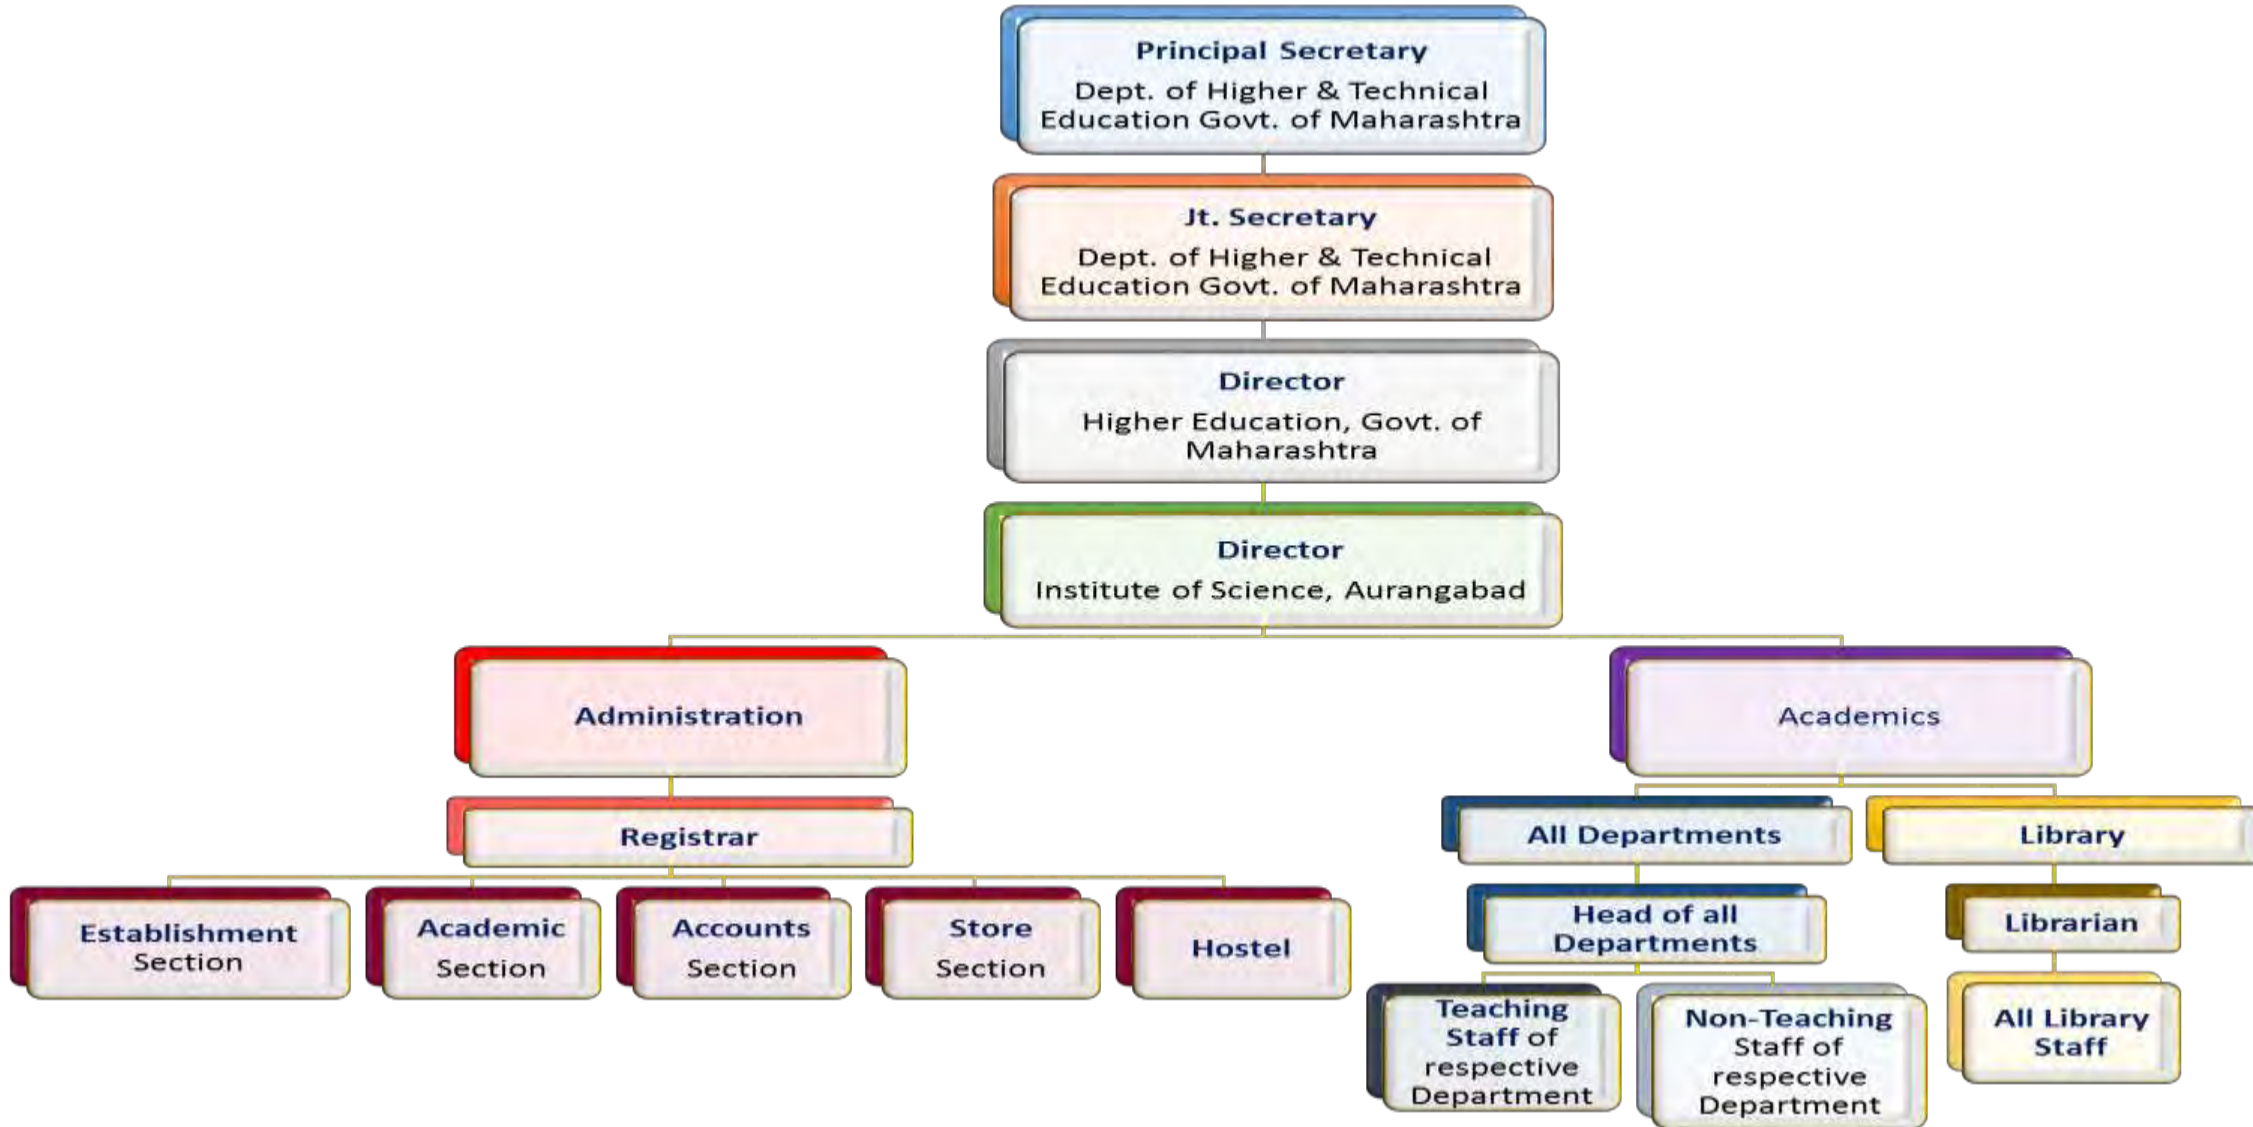 Principal Secretary
Dept. of Higher & Technical
Education Govt. of Maharashtra
Jt. Secretary
Dept. of Higher & Technical
Education Govt. of Maharashtra
Director
Higher Education, Govt. of
Maharashtra
Director
Institute of Science, Aurangabad
Administration
Academics
Registrar
All Departments
Library
Establishment
Section
Academic
Section
Accounts
Section
Store
Section
Hostel
Head of all
Departments
Librarian
Teaching
Staff of
respective
Department
Non-Teaching
Staff of
respective
Department
All Library
Staff